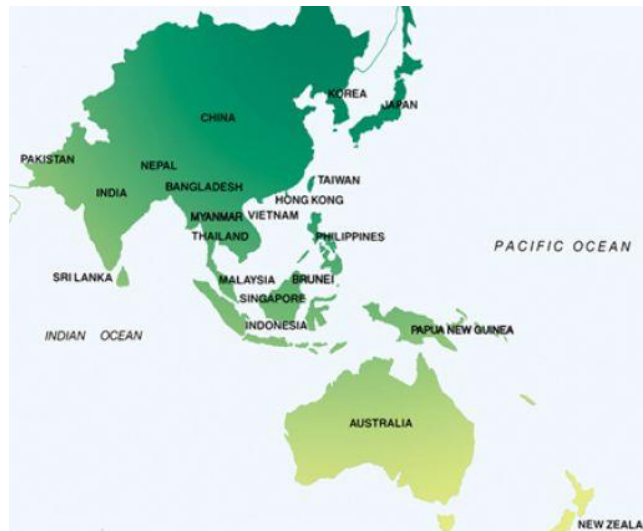 KOREA
JAPAN
CHINA
PAKISTAN
NEPAL
TAIWAN
INDIA
BANGLADESH
HONG KONG
MYANMAR
VIETNAM
THAILAND
PHILIPPINES
PACIFIC OCEAN
SRI LANKA
MALAYSIA
BRUNEI
SINGAPORE
INDONESIA
PAPUA NEW GUINEA
INDIAN OCEAN
AUSTRALIA
NEW ZEALA